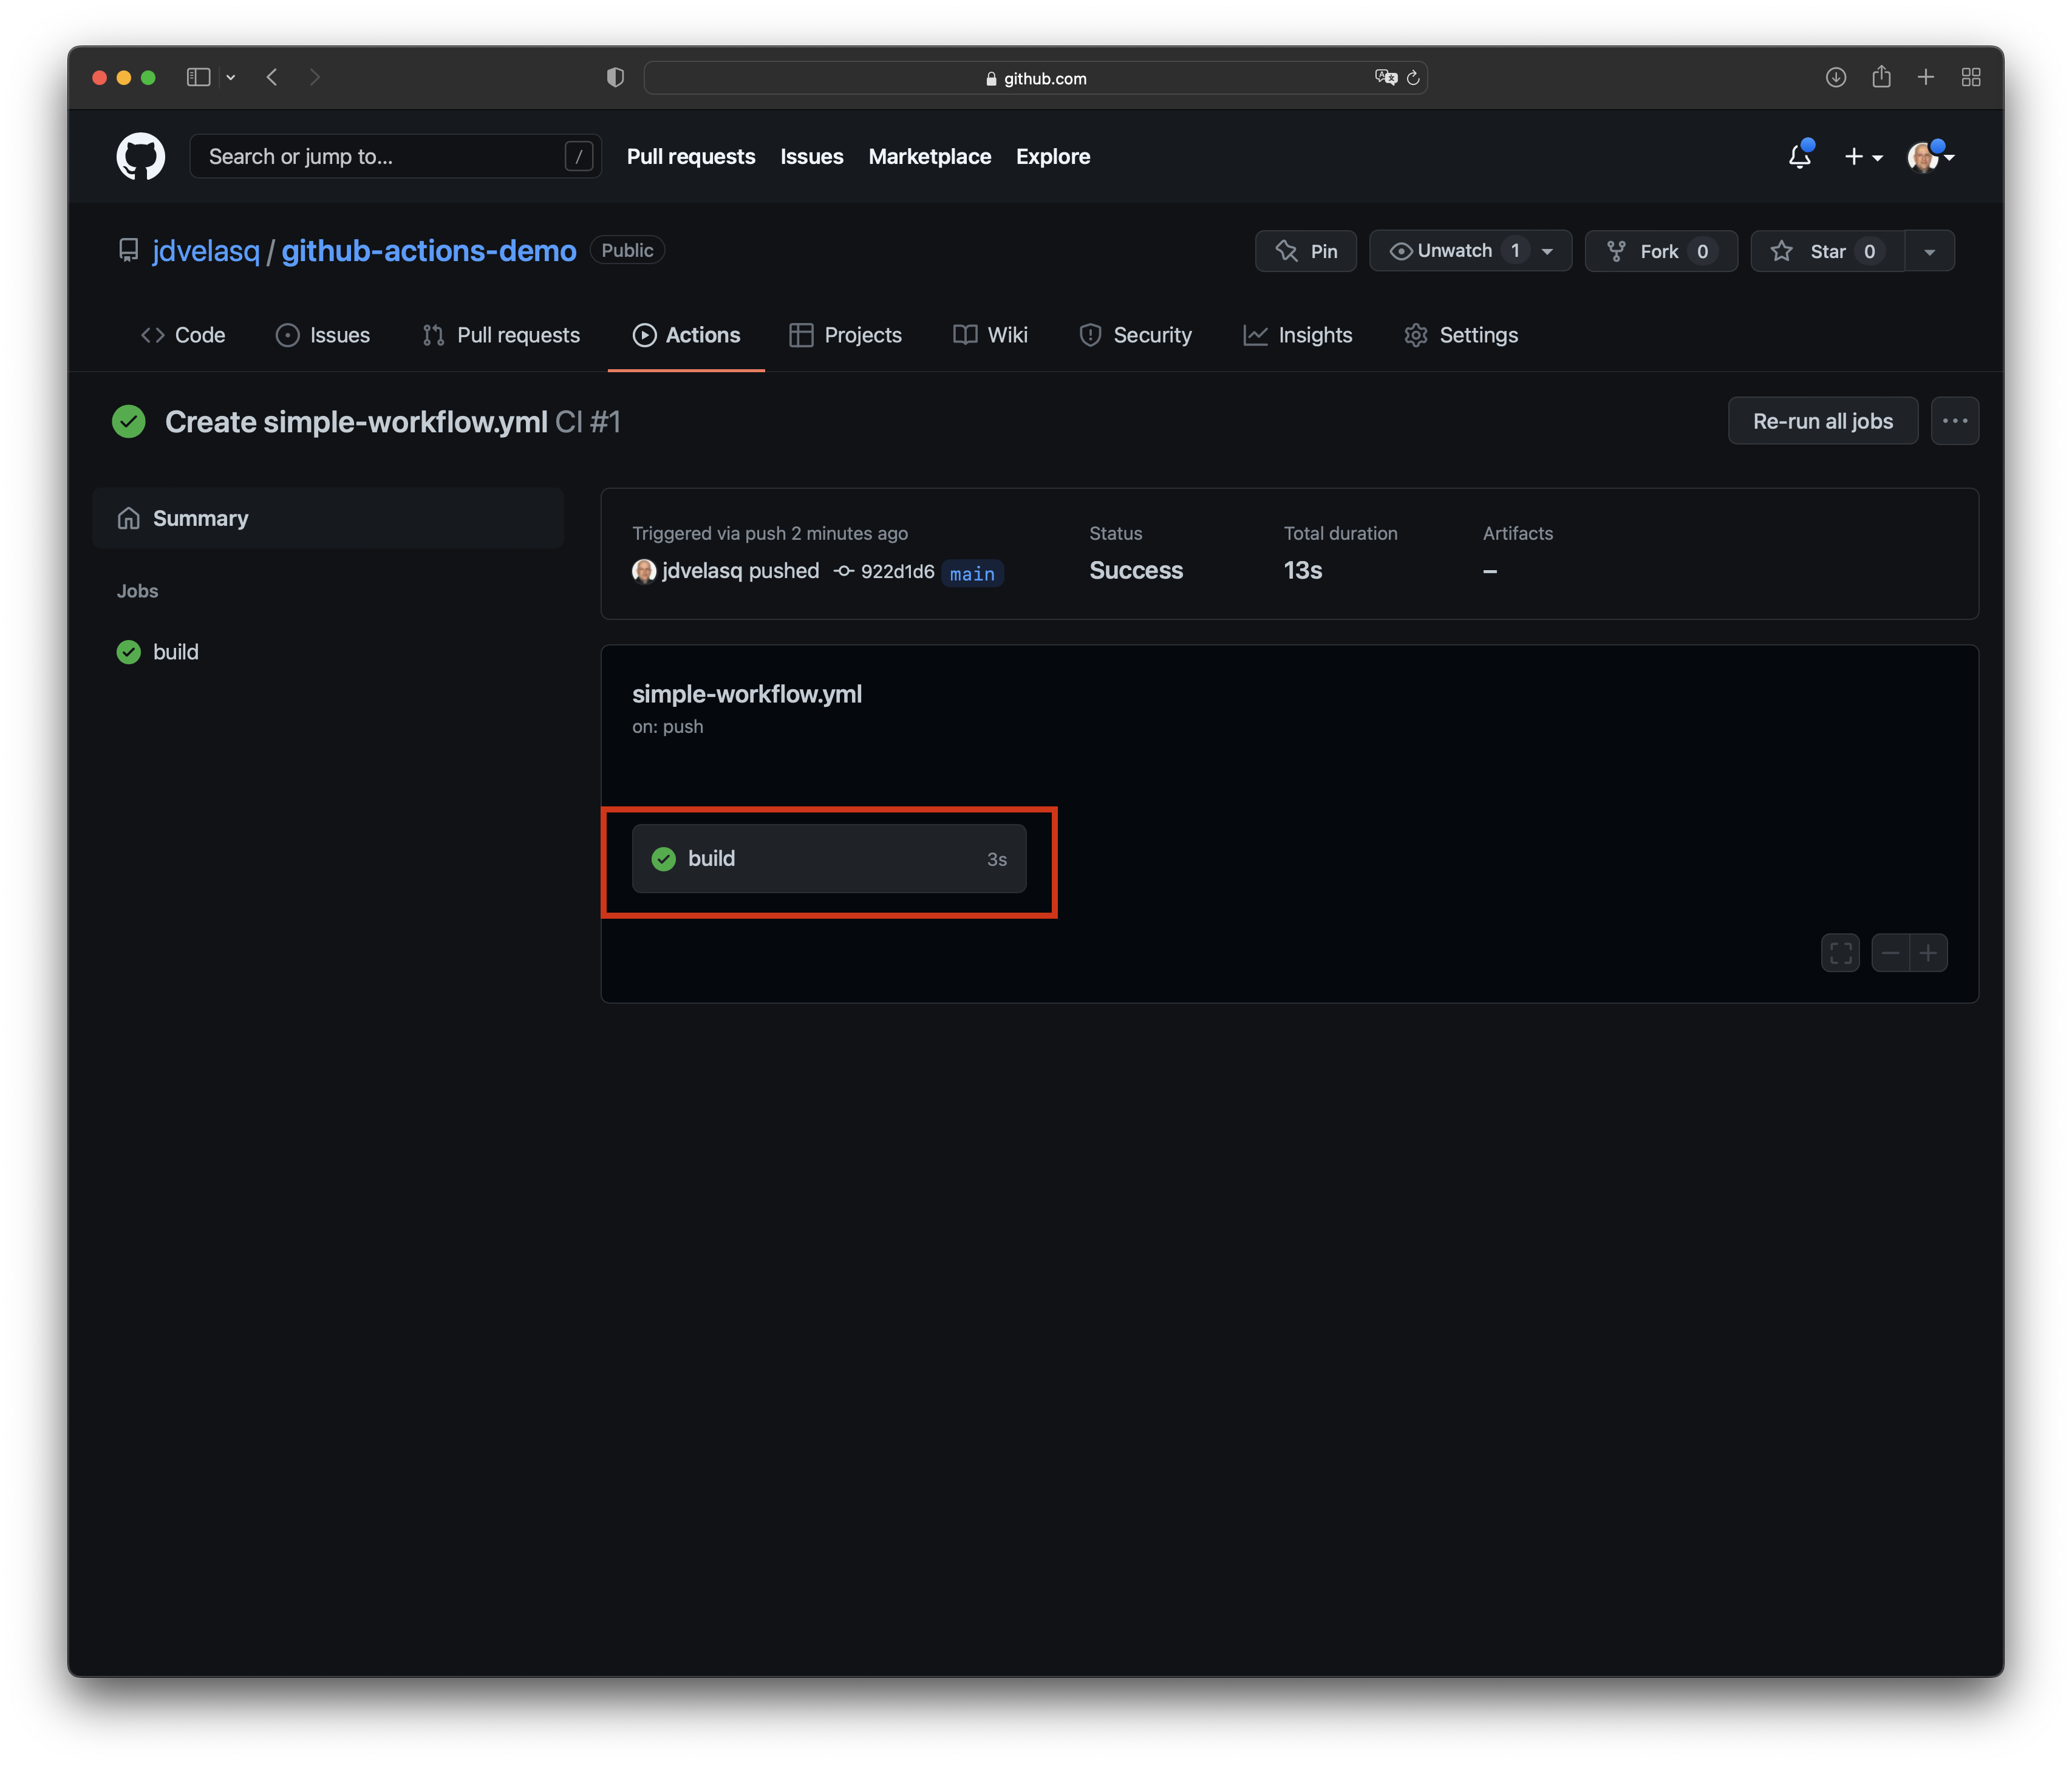 github.com
Search or jump to... /
Pull requests Issues Marketplace Explore
jdvelasq / github-actions-demo Public
Pin Unwatch 1 Fork 0 Star 0
Code Issues Pull requests Actions Projects Wiki Security Insights Settings
Create simple-workflow.yml CI #1
Re-run all jobs
Summary
Jobs
build
Triggered via push 2 minutes ago
jdvelasq pushed 922d1d6 main
Status
Success
Total duration
13s
Artifacts
–
simple-workflow.yml
on: push
build 3s